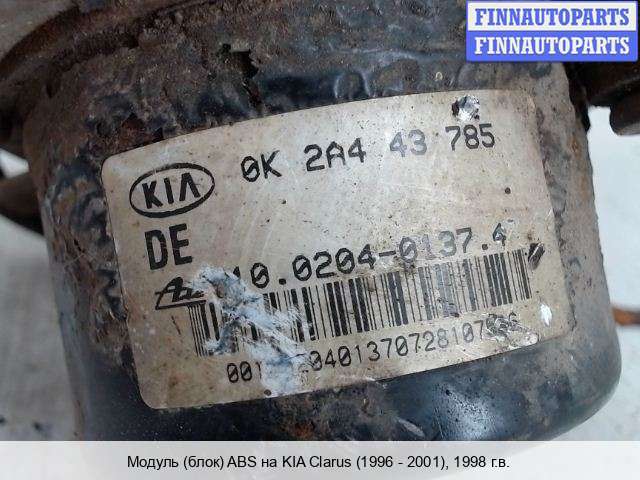 FINNAUTOPARTS
FINNAUTOPARTS
KIA
0K 2A4 43 785
DE
10.0204-0137.4
Модуль (блок) ABS на KIA Clarus (1996 - 2001), 1998 г.в.